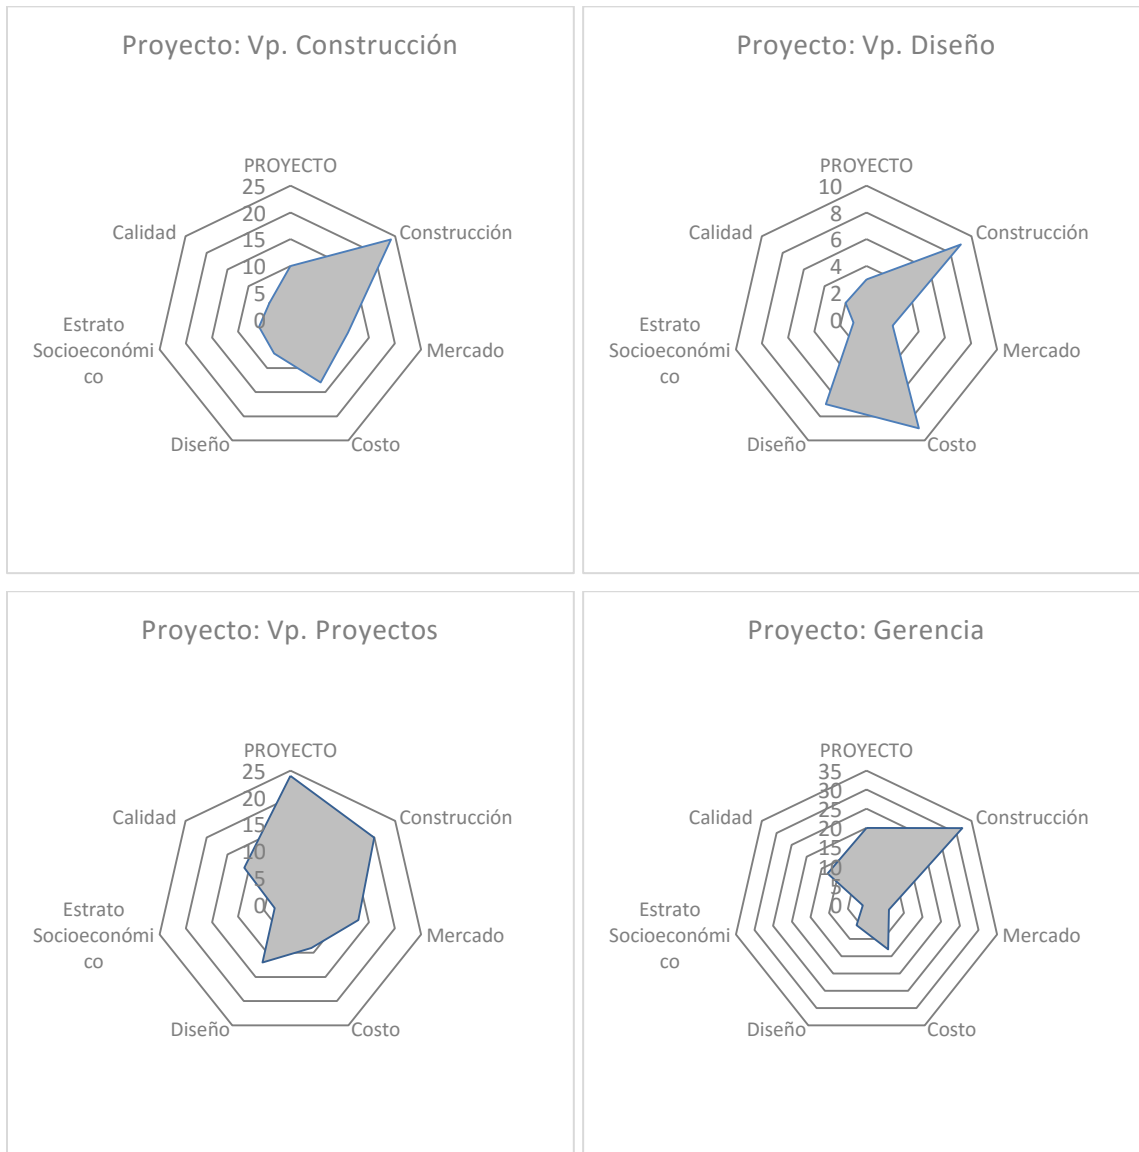 Proyecto: Vp. Construcción
PROYECTO
25
20
15
10
5
0
Construcción
Mercado
Costo
Diseño
Estrato
Socioeconómi
co
Calidad
Proyecto: Vp. Diseño
PROYECTO
10
8
6
4
2
0
Construcción
Mercado
Costo
Diseño
Estrato
Socioeconómi
co
Calidad
Proyecto: Vp. Proyectos
PROYECTO
25
20
15
10
5
0
Construcción
Mercado
Costo
Diseño
Estrato
Socioeconómi
co
Calidad
Proyecto: Gerencia
PROYECTO
35
30
25
20
15
10
5
0
Construcción
Mercado
Costo
Diseño
Estrato
Socioeconómi
co
Calidad